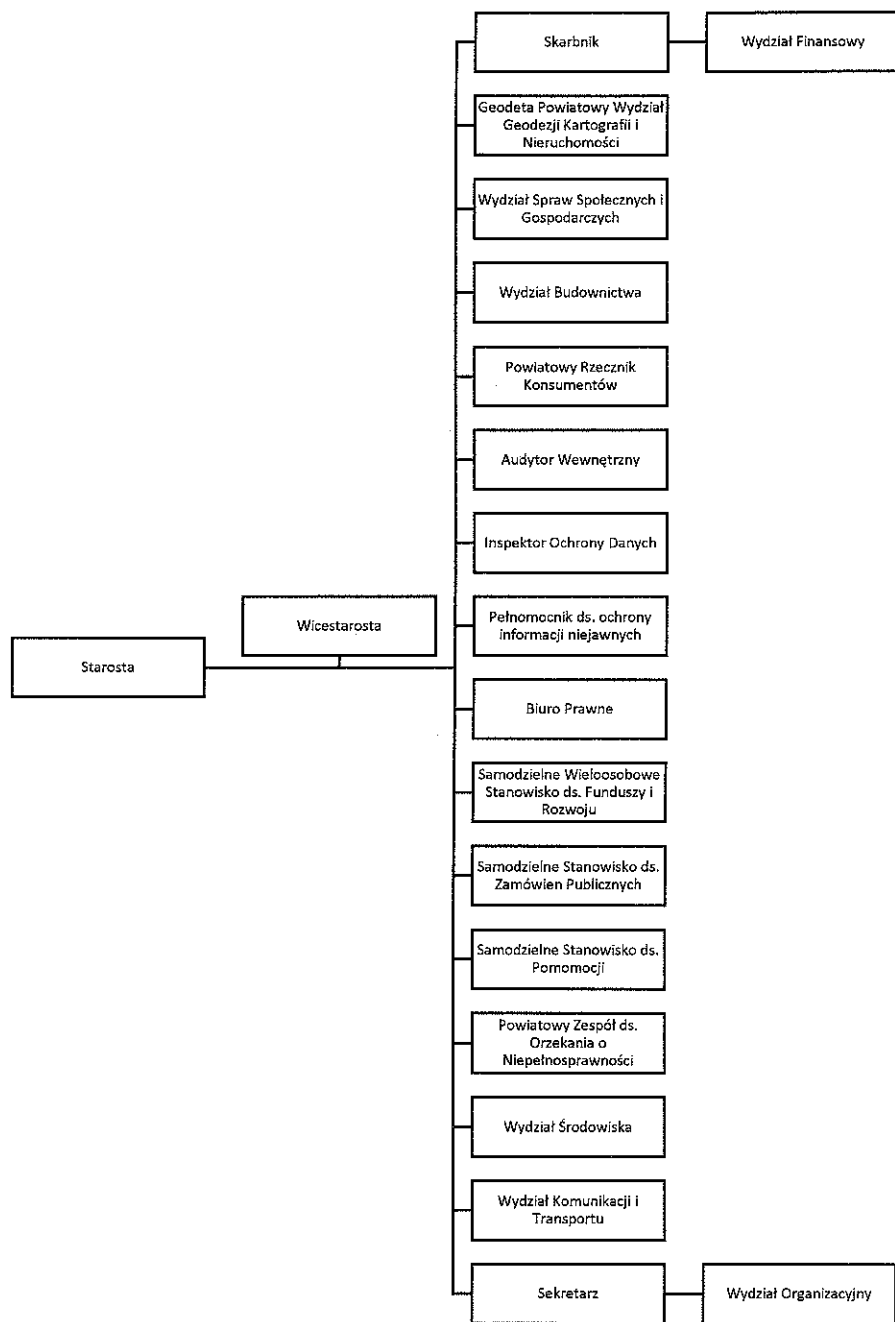 Skarbnik
Wydział Finansowy
Geodeta Powiatowy Wydział
Geodezji Kartografii i
Nieruchomości
Wydział Spraw Społecznych i
Gospodarczych
Wydział Budownictwa
Powiatowy Rzecznik
Konsumentów
Audytor Wewnętrzny
Inspektor Ochrony Danych
Pełnomocnik ds. ochrony
informacji niejawnych
Wicestarosta
Starosta
Biuro Prawne
Samodzielne Wieloosobowe
Stanowisko ds. Funduszy i
Rozwoju
Samodzielne Stanowisko ds.
Zamówien Publicznych
Samodzielne Stanowisko ds.
Pomomocji
Powiatowy Zespół ds.
Orzekania o
Niepełnosprawności
Wydział Środowiska
Wydział Komunikacji i
Transportu
Sekretarz
Wydział Organizacyjny